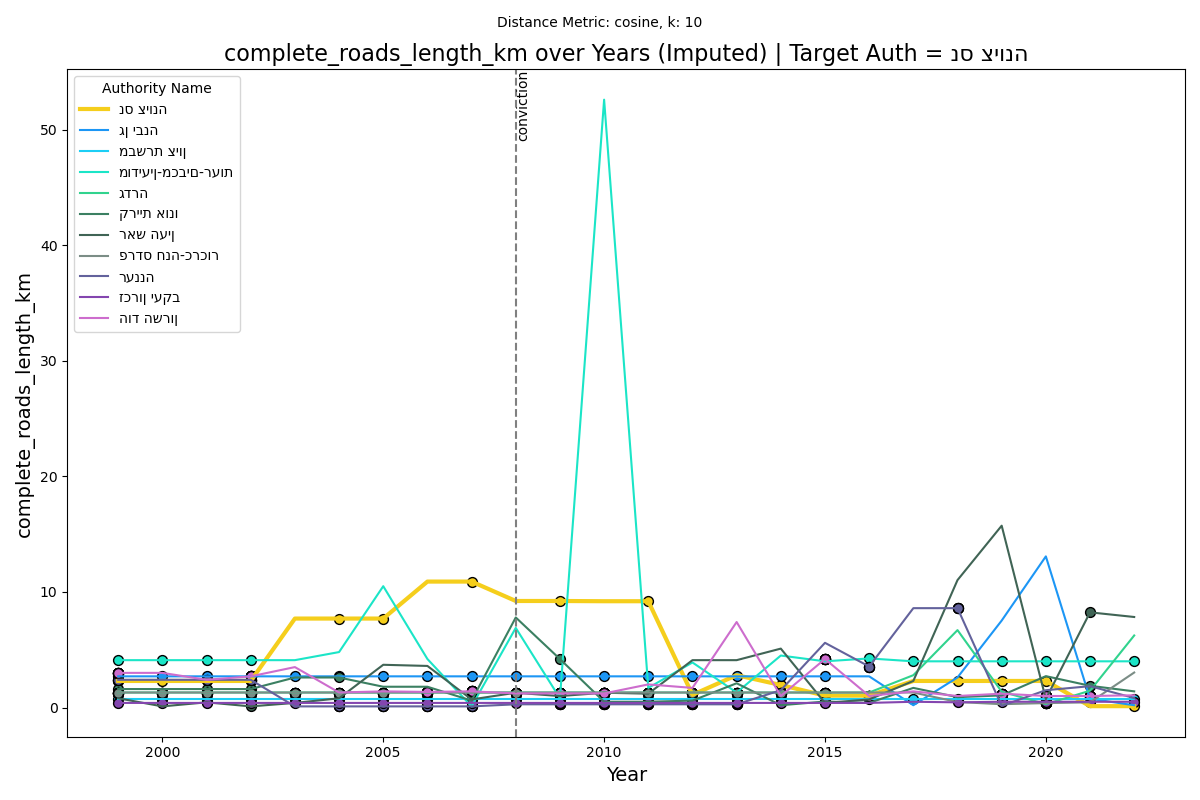 Distance Metric: cosine, k: 10
complete_roads_length_km over Years (Imputed) | Target Auth = נס ציונה
conviction
Authority Name
נס ציונה
גן יבנה
מבשרת ציון
מודיעין-מכבים-רעות
גדרה
קריית אונו
ראש העין
פרדס חנה-כרכור
רעננה
זכרון יעקב
הוד השרון
complete_roads_length_km
50
40
30
20
10
0
2000
2005
2010
2015
2020
Year